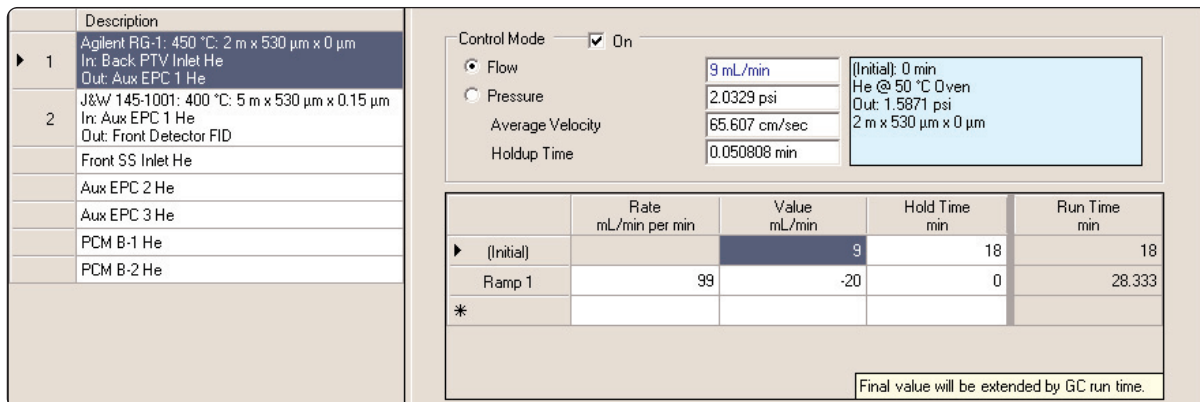 Description
1
Agilent RG-1: 450 °C: 2 m x 530 µm x 0 µm
In: Back PTV Inlet He
Out: Aux EPC 1 He
2
J&W 145-1001: 400 °C: 5 m x 530 µm x 0.15 µm
In: Aux EPC 1 He
Out: Front Detector FID
Front SS Inlet He
Aux EPC 2 He
Aux EPC 3 He
PCM B-1 He
PCM B-2 He
Control Mode On
Flow 9 mL/min
Pressure 2.0329 psi
Average Velocity 65.607 cm/sec
Holdup Time 0.050808 min
(Initial): 0 min
He @ 50 °C Oven
Out: 1.5871 psi
2 m x 530 µm x 0 µm
Rate Value Hold Time Run Time
mL/min per min mL/min min min
(Initial) 9 18 18
Ramp 1 99 -20 0 28.333
*
Final value will be extended by GC run time.